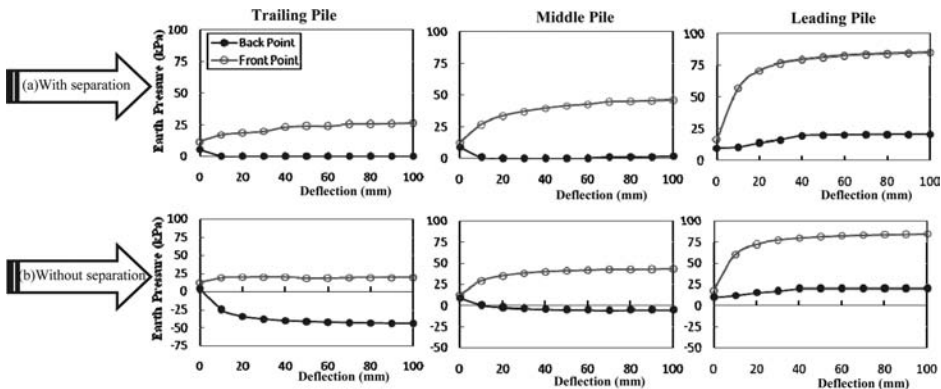 Trailing Pile
Middle Pile
Leading Pile
(a)With separation
Earth Pressure (kPa)
100
75
50
25
0
Back Point
Front Point
0 20 40 60 80 100
Deflection (mm)
100
75
50
25
0
0 20 40 60 80 100
Deflection (mm)
100
75
50
25
0
0 20 40 60 80 100
Deflection (mm)
(b)Without separation
Earth Pressure (kPa)
100
75
50
25
0
-25
-50
-75
0 20 40 60 80 100
Deflection (mm)
100
75
50
25
0
-25
-50
0 20 40 60 80 100
Deflection (mm)
100
75
50
25
0
-25
-50
0 20 40 60 80 100
Deflection (mm)